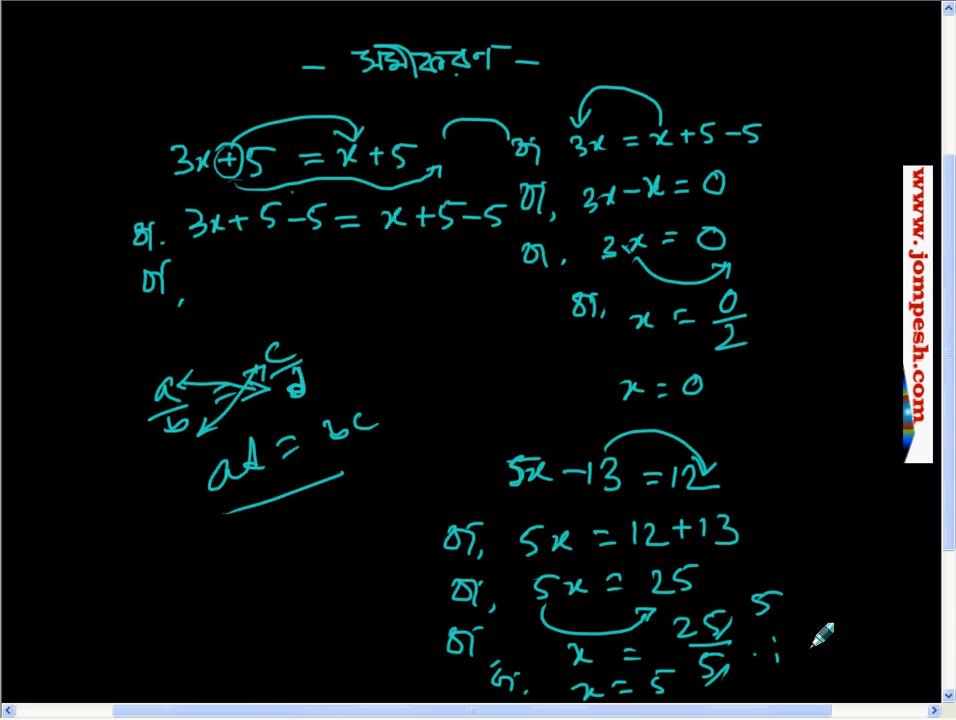 - সমীকরণ -
3x + 5 = x + 5
বা, 3x + 5 - 5 = x + 5 - 5
বা,
বা, 3x = x + 5 - 5
বা, 3x - x = 0
বা, 2x = 0
বা, x = 0/2
x = 0
a/b = c/d
ad = bc
5x - 13 = 12
বা, 5x = 12 + 13
বা, 5x = 25
বা, x = 25/5 5
বা, x = 5
www.jompesh.com